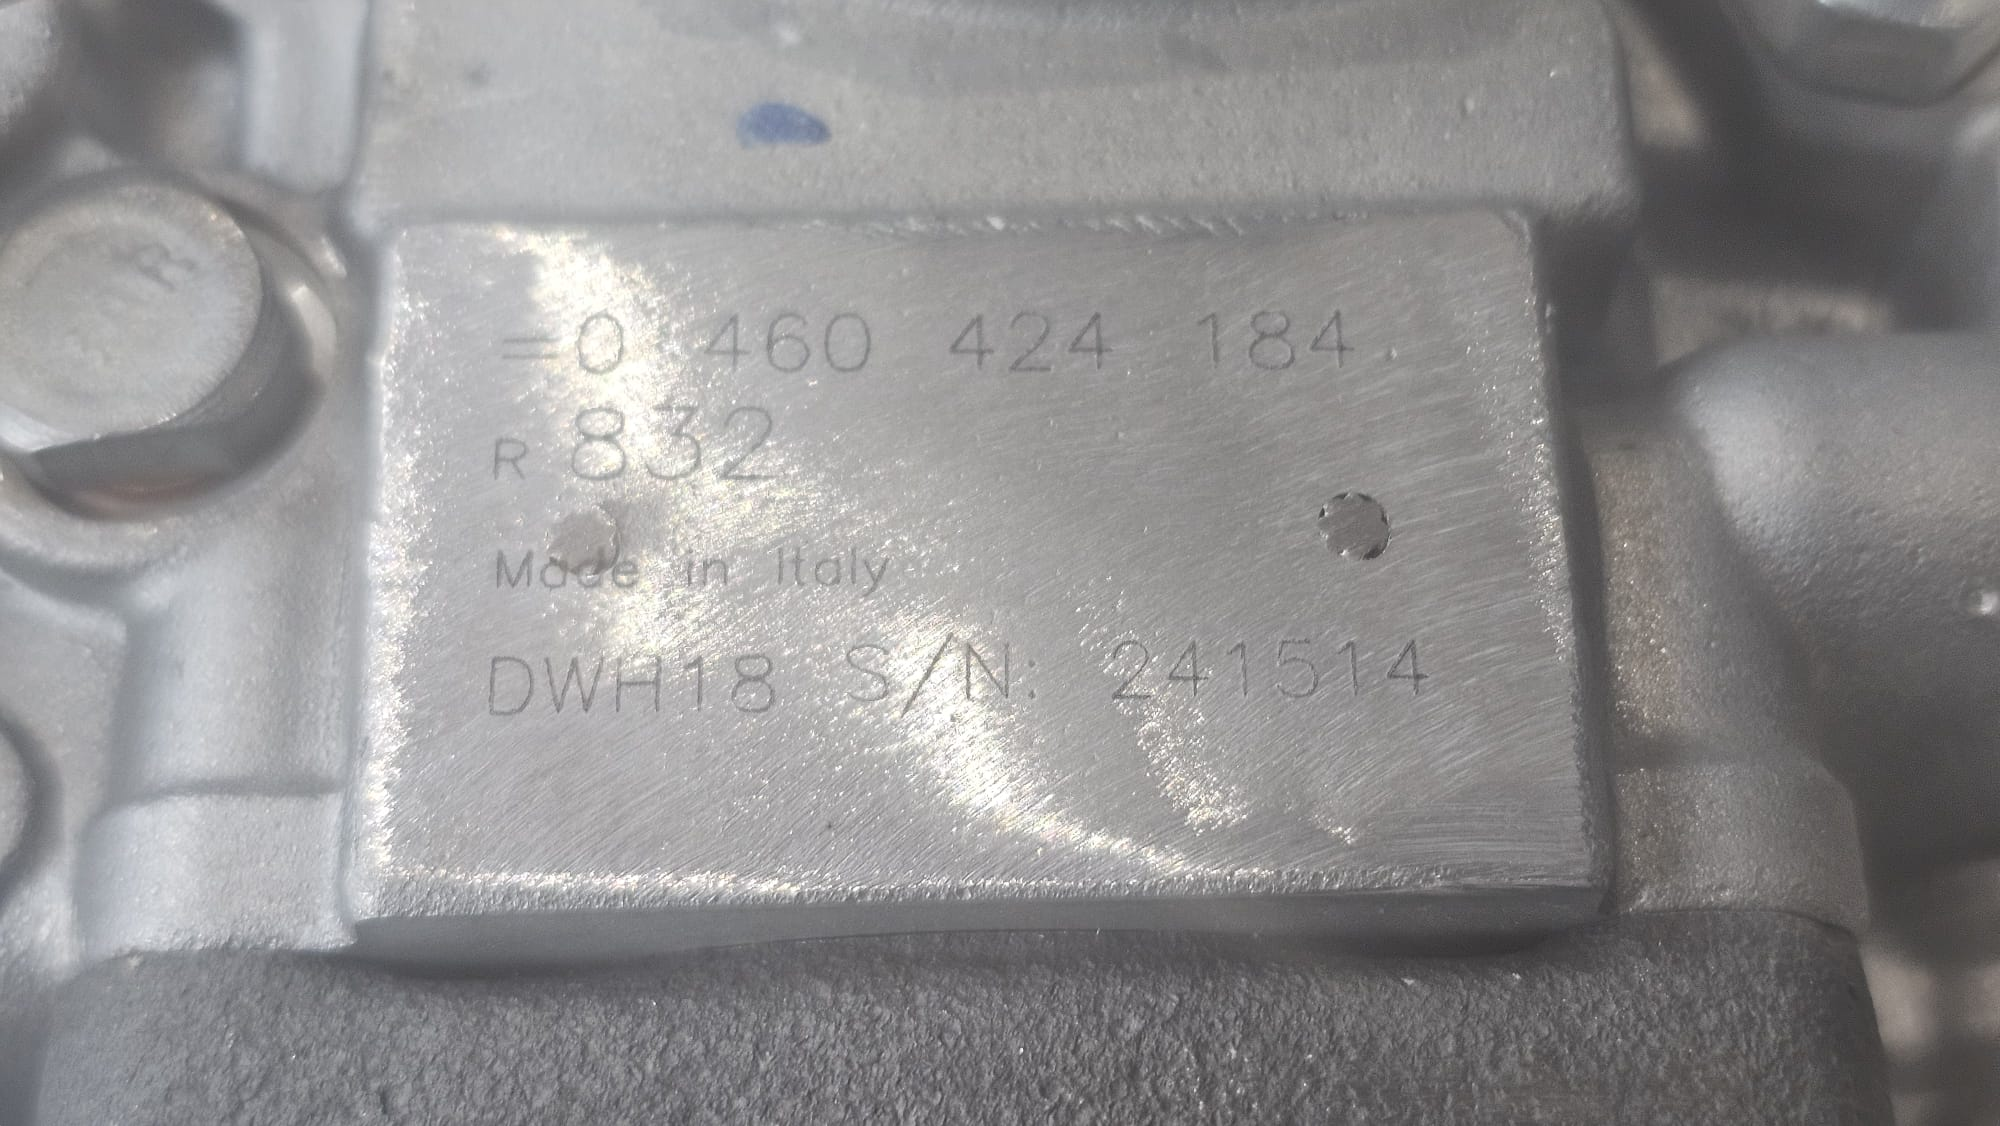 R
=0 460 424 184
R 832
Made in Italy
DWH18 S/N: 241514